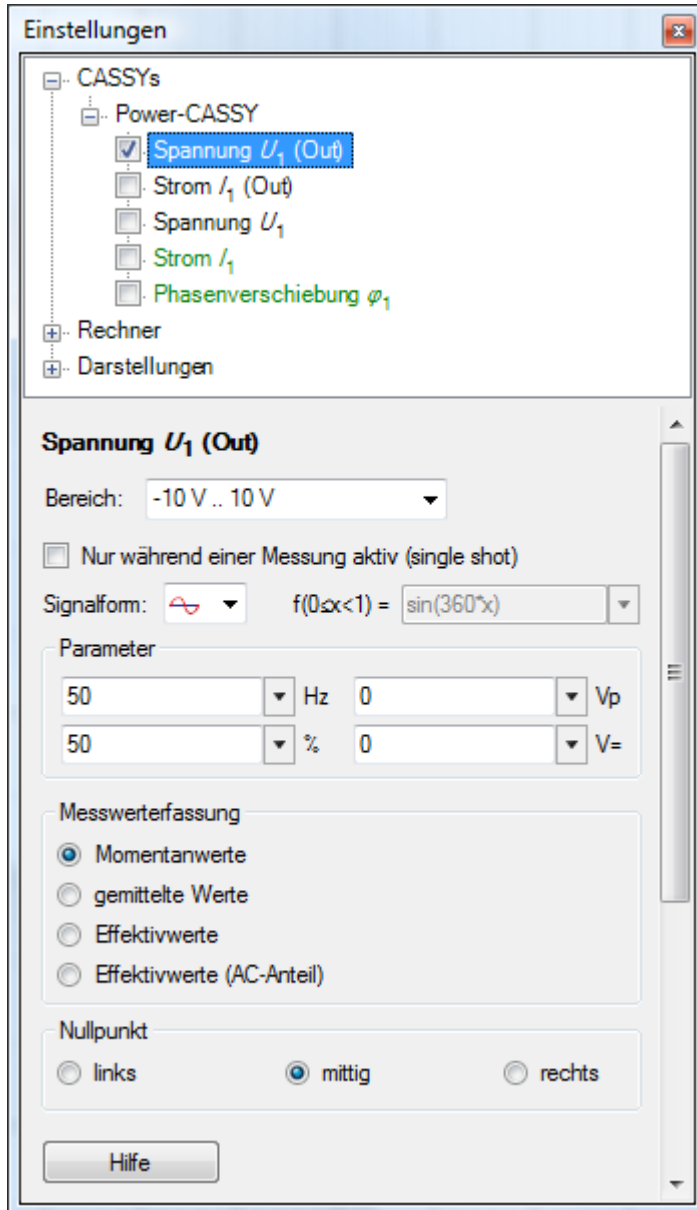 Einstellungen
CASSYs
Power-CASSY
Spannung U1 (Out)
Strom I1 (Out)
Spannung U1
Strom I1
Phasenverschiebung φ1
Rechner
Darstellungen
Spannung U1 (Out)
Bereich: -10 V .. 10 V
Nur während einer Messung aktiv (single shot)
Signalform: f(0≤x<1) = sin(360*x)
Parameter
50 Hz 0 Vp
50 % 0 V=
Messwerterfassung
Momentanwerte
gemittelte Werte
Effektivwerte
Effektivwerte (AC-Anteil)
Nullpunkt
links mittig rechts
Hilfe